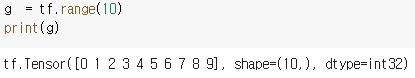 g  = tf.range(10)
print(g)
tf.Tensor([0 1 2 3 4 5 6 7 8 9], shape=(10,), dtype=int32)